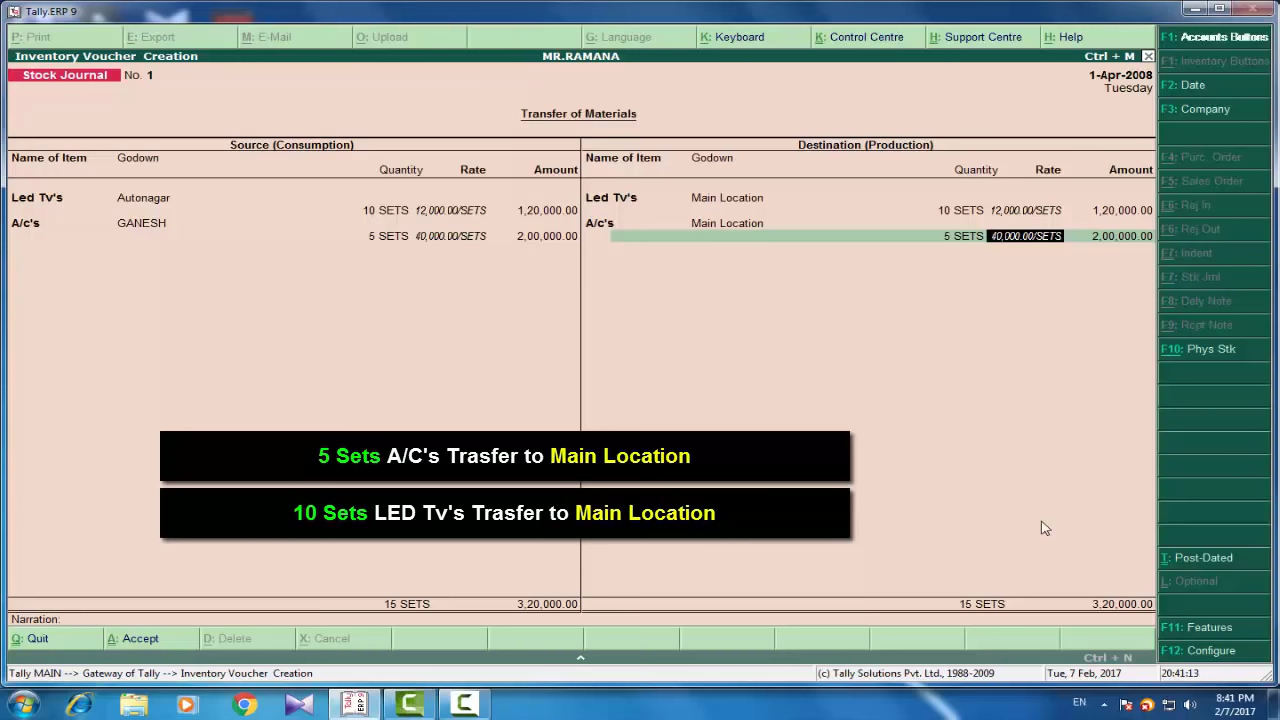 Tally.ERP 9
P: Print E: Export M: E-Mail O: Upload G: Language K: Keyboard K: Control Centre H: Support Centre H: Help
Inventory Voucher Creation MR.RAMANA Ctrl + M
Stock Journal No. 1 1-Apr-2008
Tuesday
Transfer of Materials
Source (Consumption) Destination (Production)
Name of Item Godown Name of Item Godown
Quantity Rate Amount Quantity Rate Amount
Led Tv's Autonagar Led Tv's Main Location
10 SETS 12,000.00/SETS 1,20,000.00 10 SETS 12,000.00/SETS 1,20,000.00
A/c's GANESH A/c's Main Location
5 SETS 40,000.00/SETS 2,00,000.00 5 SETS 40,000.00/SETS 2,00,000.00
5 Sets A/C's Trasfer to Main Location
10 Sets LED Tv's Trasfer to Main Location
15 SETS 3,20,000.00 15 SETS 3,20,000.00
Narration:
Q: Quit A: Accept D: Delete X: Cancel
Ctrl + N
F1: Accounts Buttons
F1: Inventory Buttons
F2: Date
F3: Company
F4: Purc. Order
F5: Sales Order
F6: Rej In
F6: Rej Out
F7: Indent
F7: Stk Jrnl
F8: Dely Note
F9: Rcpt Note
F10: Phys Stk
T: Post-Dated
L: Optional
F11: Features
F12: Configure
Tally MAIN --> Gateway of Tally --> Inventory Voucher Creation (c) Tally Solutions Pvt. Ltd., 1988-2009 Tue, 7 Feb, 2017 20:41:13
EN 8:41 PM
2/7/2017